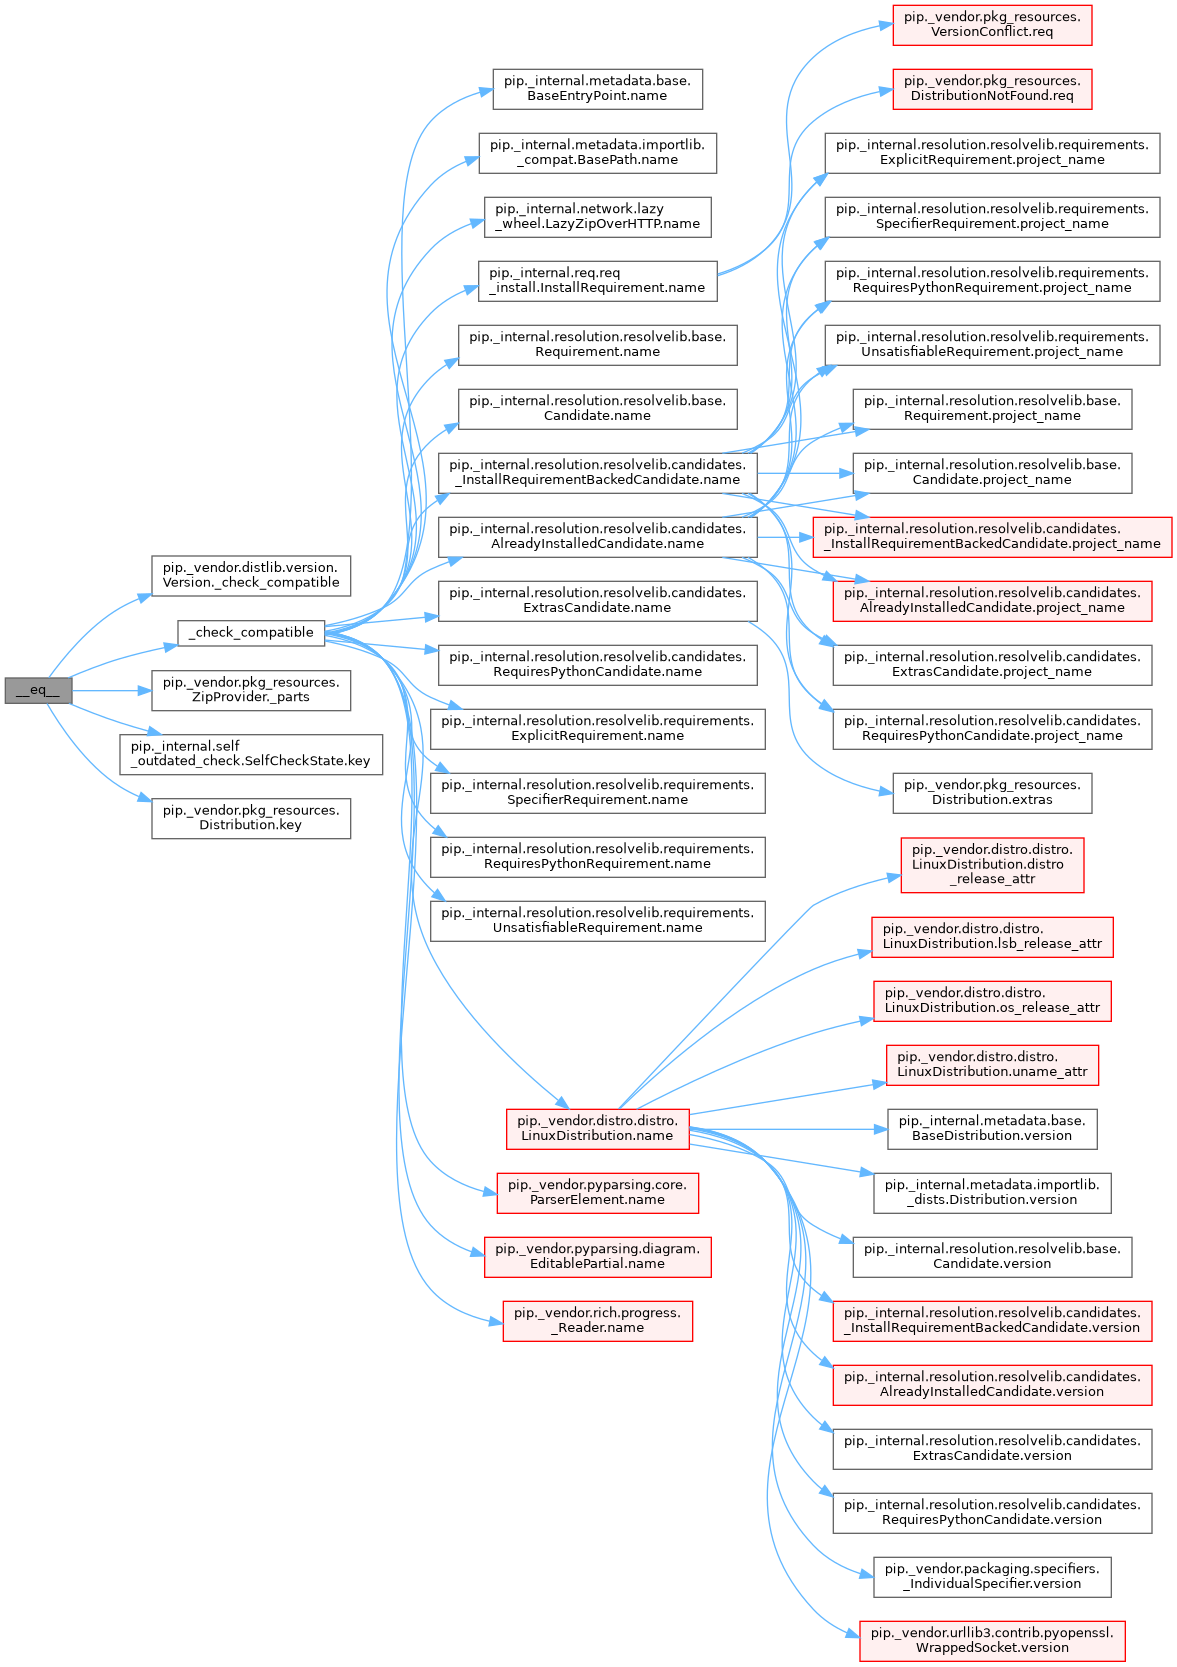 __eq__
pip._vendor.distlib.version.
Version._check_compatible
_check_compatible
pip._vendor.pkg_resources.
ZipProvider._parts
pip._internal.self
_outdated_check.SelfCheckState.key
pip._vendor.pkg_resources.
Distribution.key
pip._internal.metadata.base.
BaseEntryPoint.name
pip._internal.metadata.importlib.
_compat.BasePath.name
pip._internal.network.lazy
_wheel.LazyZipOverHTTP.name
pip._internal.req.req
_install.InstallRequirement.name
pip._internal.resolution.resolvelib.base.
Requirement.name
pip._internal.resolution.resolvelib.base.
Candidate.name
pip._internal.resolution.resolvelib.candidates.
_InstallRequirementBackedCandidate.name
pip._internal.resolution.resolvelib.candidates.
AlreadyInstalledCandidate.name
pip._internal.resolution.resolvelib.candidates.
ExtrasCandidate.name
pip._internal.resolution.resolvelib.candidates.
RequiresPythonCandidate.name
pip._internal.resolution.resolvelib.requirements.
ExplicitRequirement.name
pip._internal.resolution.resolvelib.requirements.
SpecifierRequirement.name
pip._internal.resolution.resolvelib.requirements.
RequiresPythonRequirement.name
pip._internal.resolution.resolvelib.requirements.
UnsatisfiableRequirement.name
pip._vendor.distro.distro.
LinuxDistribution.name
pip._vendor.pyparsing.core.
ParserElement.name
pip._vendor.pyparsing.diagram.
EditablePartial.name
pip._vendor.rich.progress.
_Reader.name
pip._vendor.pkg_resources.
VersionConflict.req
pip._vendor.pkg_resources.
DistributionNotFound.req
pip._internal.resolution.resolvelib.requirements.
ExplicitRequirement.project_name
pip._internal.resolution.resolvelib.requirements.
SpecifierRequirement.project_name
pip._internal.resolution.resolvelib.requirements.
RequiresPythonRequirement.project_name
pip._internal.resolution.resolvelib.requirements.
UnsatisfiableRequirement.project_name
pip._internal.resolution.resolvelib.base.
Requirement.project_name
pip._internal.resolution.resolvelib.base.
Candidate.project_name
pip._internal.resolution.resolvelib.candidates.
_InstallRequirementBackedCandidate.project_name
pip._internal.resolution.resolvelib.candidates.
AlreadyInstalledCandidate.project_name
pip._internal.resolution.resolvelib.candidates.
ExtrasCandidate.project_name
pip._internal.resolution.resolvelib.candidates.
RequiresPythonCandidate.project_name
pip._vendor.pkg_resources.
Distribution.extras
pip._vendor.distro.distro.
LinuxDistribution.distro
_release_attr
pip._vendor.distro.distro.
LinuxDistribution.lsb_release_attr
pip._vendor.distro.distro.
LinuxDistribution.os_release_attr
pip._vendor.distro.distro.
LinuxDistribution.uname_attr
pip._internal.metadata.base.
BaseDistribution.version
pip._internal.metadata.importlib.
_dists.Distribution.version
pip._internal.resolution.resolvelib.base.
Candidate.version
pip._internal.resolution.resolvelib.candidates.
_InstallRequirementBackedCandidate.version
pip._internal.resolution.resolvelib.candidates.
AlreadyInstalledCandidate.version
pip._internal.resolution.resolvelib.candidates.
ExtrasCandidate.version
pip._internal.resolution.resolvelib.candidates.
RequiresPythonCandidate.version
pip._vendor.packaging.specifiers.
_IndividualSpecifier.version
pip._vendor.urllib3.contrib.pyopenssl.
WrappedSocket.version